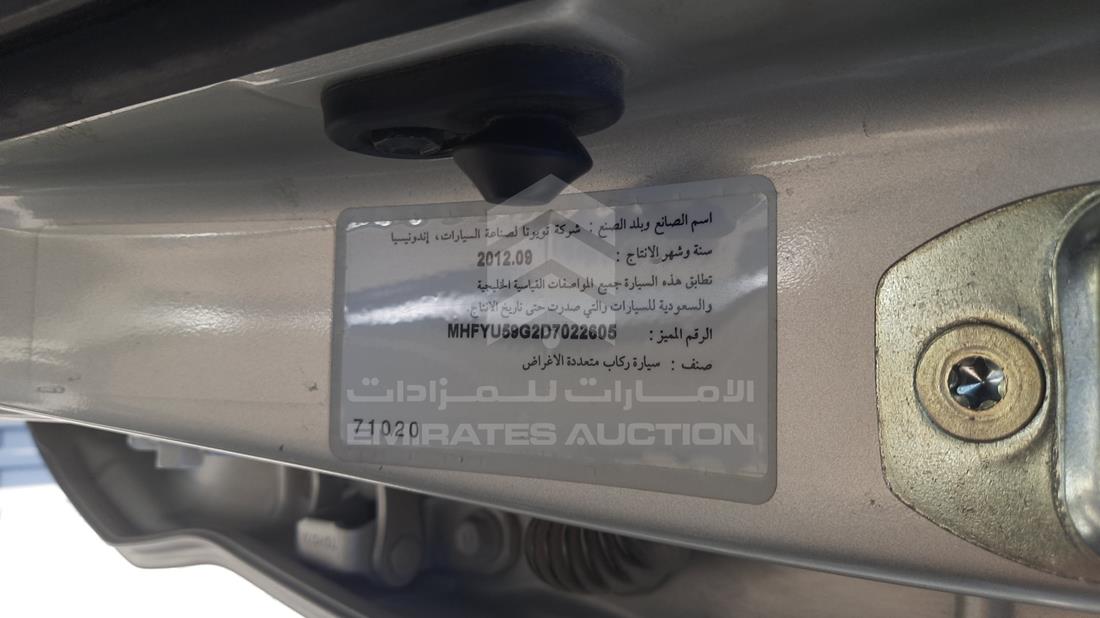 اسم الصانع وبلد الصنع : شركة تويوتا لصناعة السيارات، إندونيسيا
سنة وشهر الانتاج : 2012.09
تطابق هذه السيارة جميع المواصفات القياسية الخليجية
والسعودية للسيارات والتي صدرت حتى تاريخ الانتاج
الرقم المميز : MHFYU59G2D7022605
صنف : سيارة ركاب متعددة الاغراض
71020
الامارات للمزادات
EMIRATES AUCTION